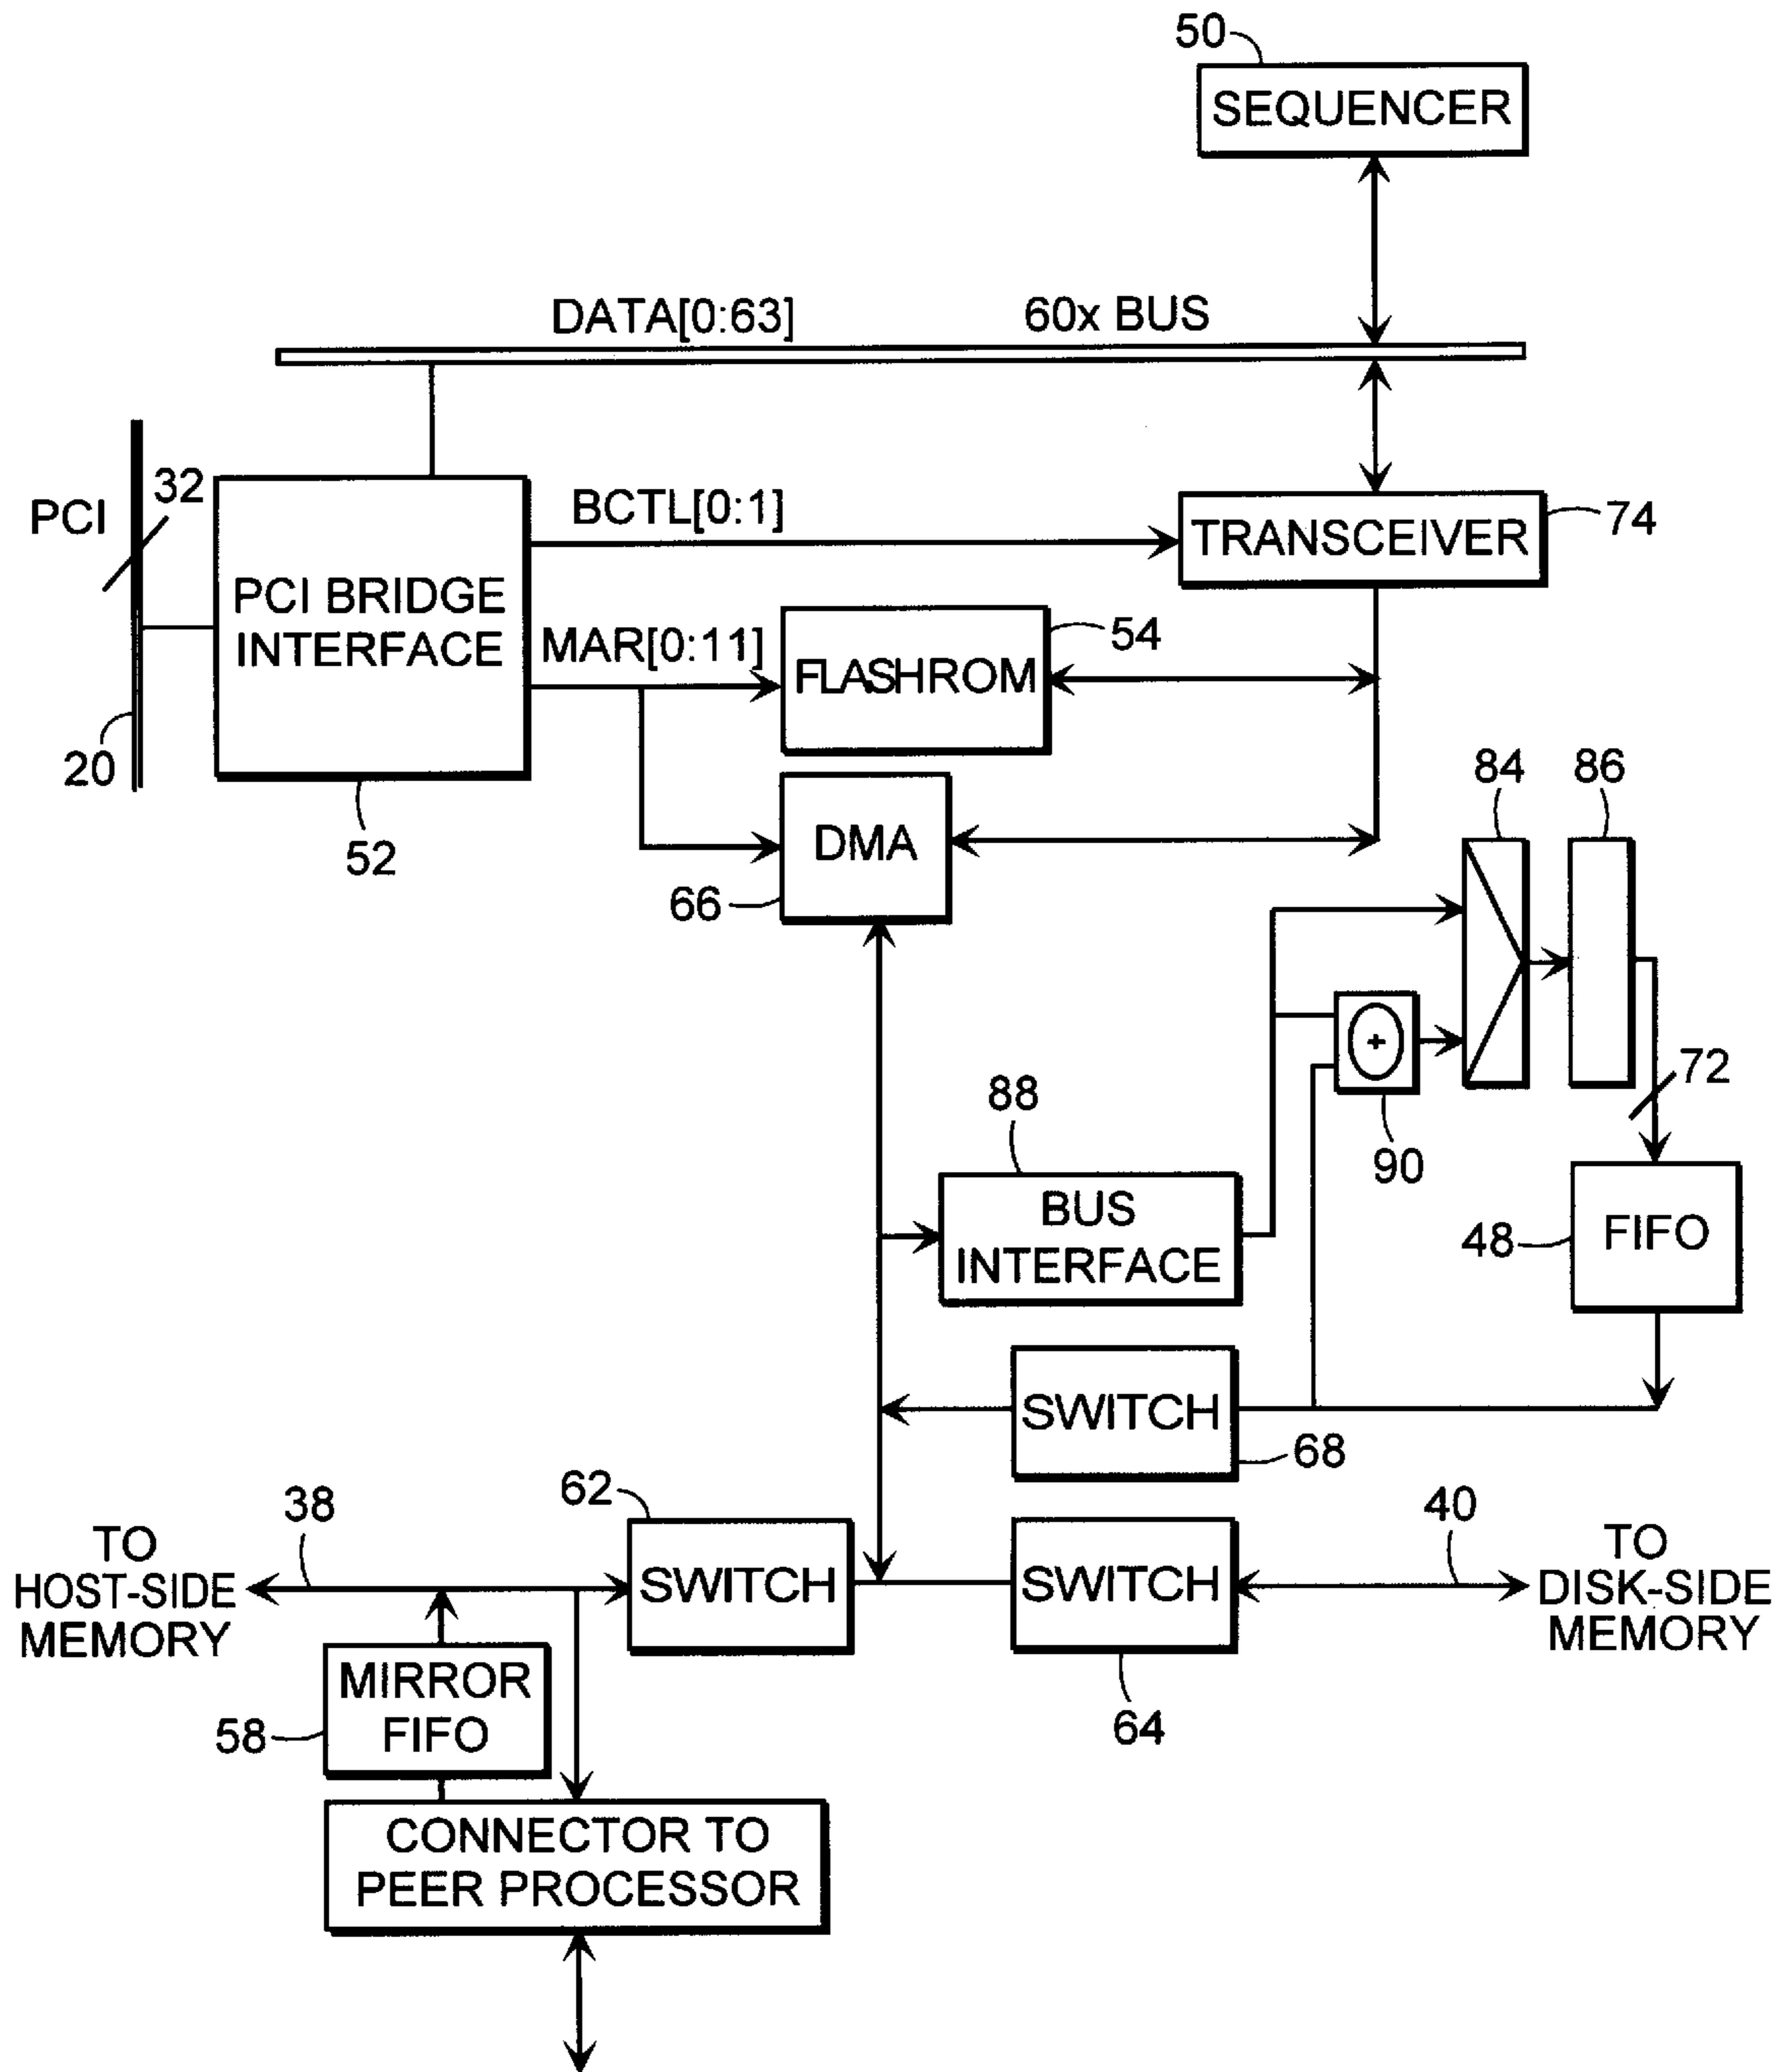 50
SEQUENCER
DATA[0:63]
60x BUS
PCI
32
BCTL[0:1]
TRANSCEIVER
74
PCI BRIDGE
INTERFACE
MAR[0:11]
FLASHROM
54
20
52
DMA
66
84
86
72
+
90
88
BUS
INTERFACE
48
FIFO
SWITCH
68
62
38
40
TO
HOST-SIDE
MEMORY
SWITCH
SWITCH
TO
DISK-SIDE
MEMORY
64
MIRROR
FIFO
58
CONNECTOR TO
PEER PROCESSOR